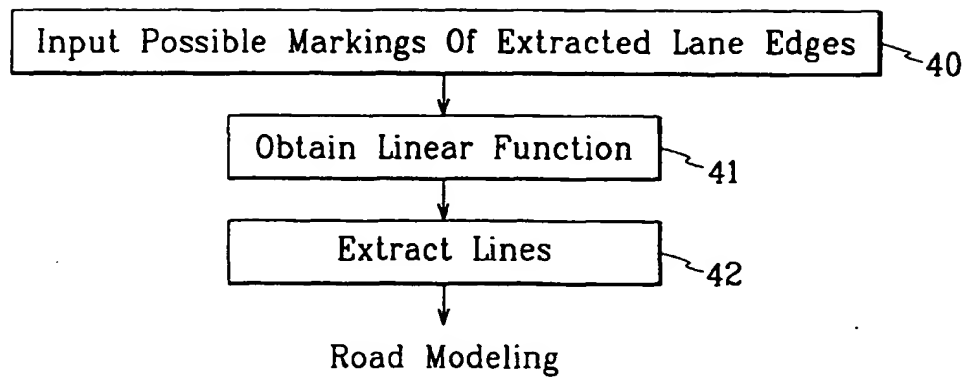 Input Possible Markings Of Extracted Lane Edges
40
Obtain Linear Function
41
Extract Lines
42
Road Modeling